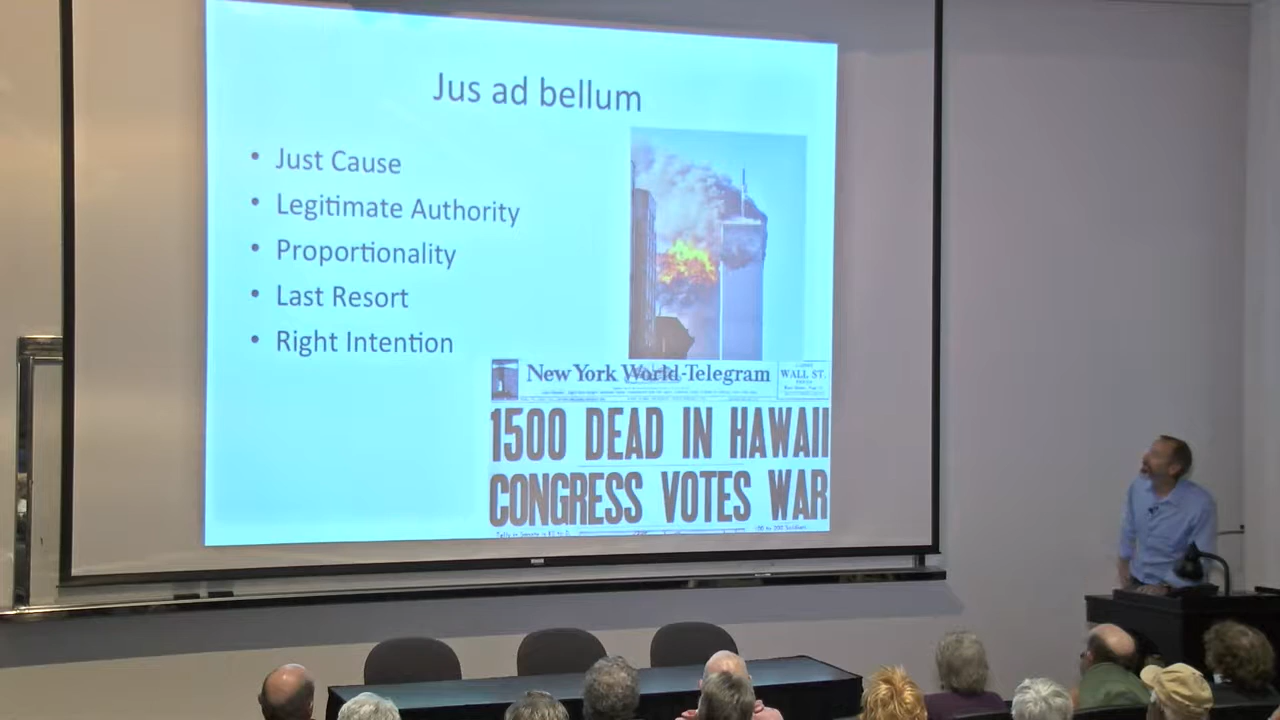 Jus ad bellum
• Just Cause
• Legitimate Authority
• Proportionality
• Last Resort
• Right Intention
New York World-Telegram
WALL ST.
1500 DEAD IN HAWAII
CONGRESS VOTES WAR